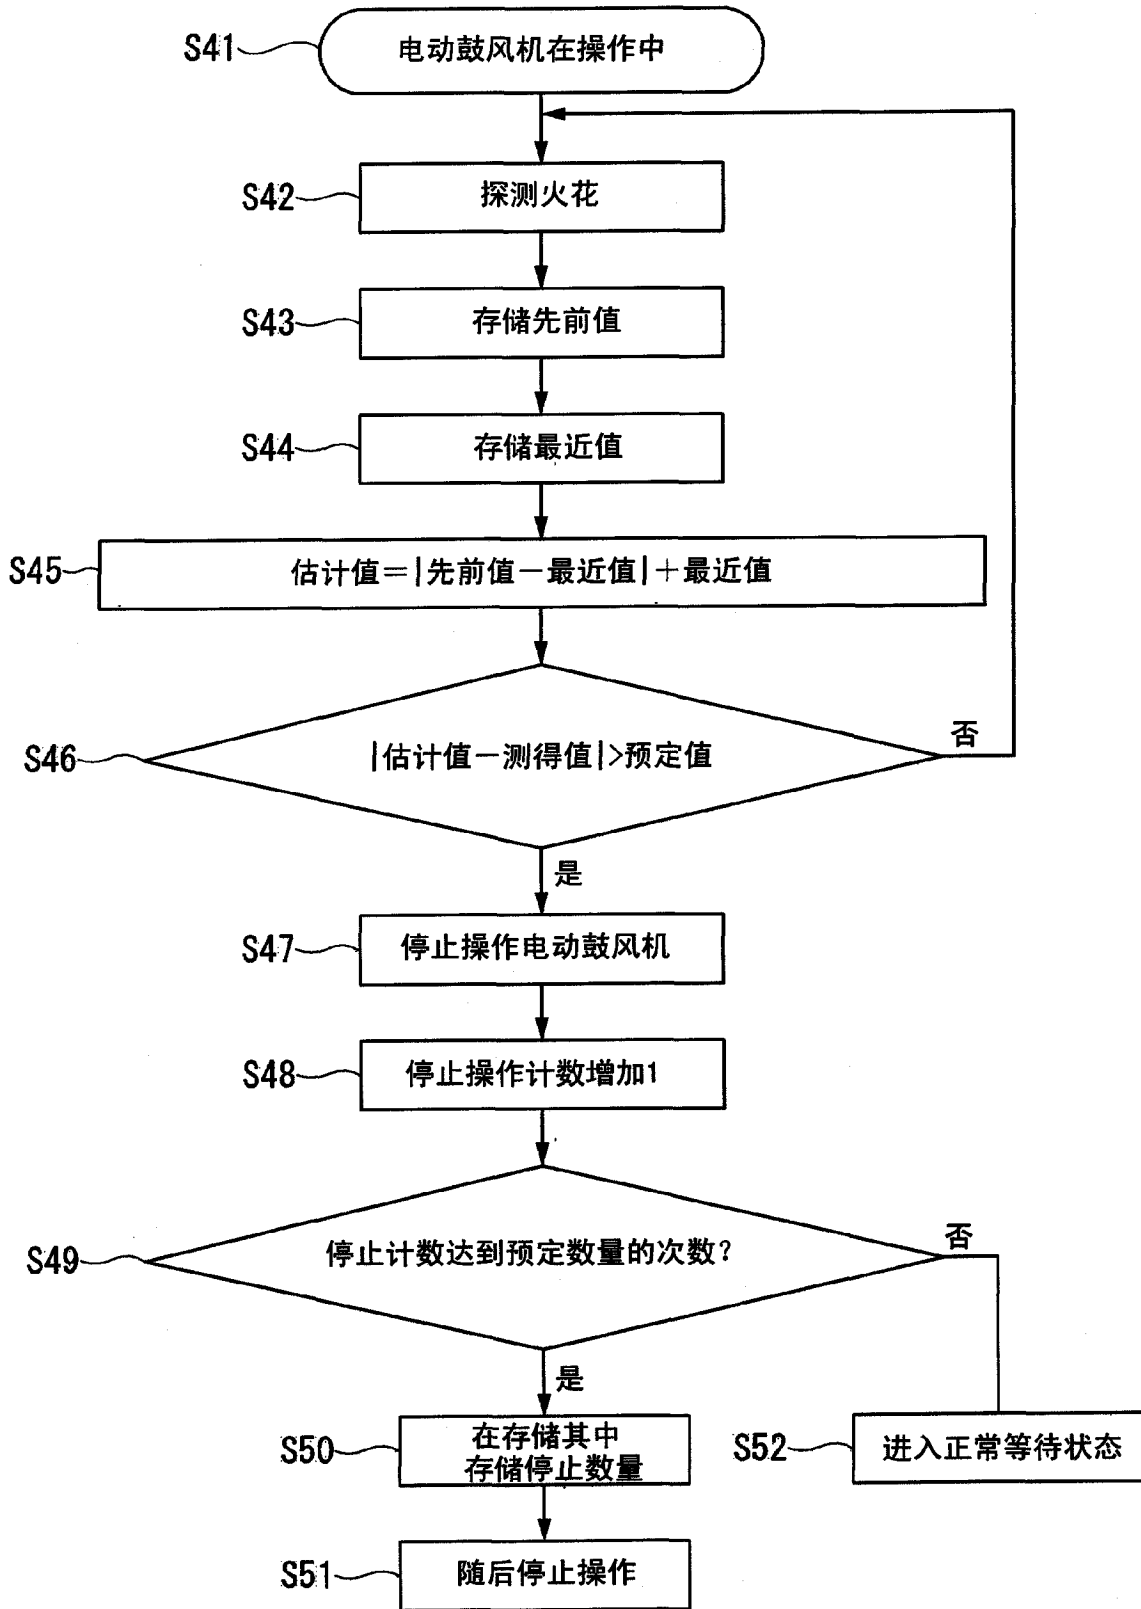 S41
电动鼓风机在操作中
S42
探测火花
S43
存储先前值
S44
存储最近值
S45
估计值=|先前值-最近值|+最近值
S46
|估计值-测得值|>预定值
否
是
S47
停止操作电动鼓风机
S48
停止操作计数增加1
S49
停止计数达到预定数量的次数?
否
是
S50
在存储其中
存储停止数量
S52
进入正常等待状态
S51
随后停止操作